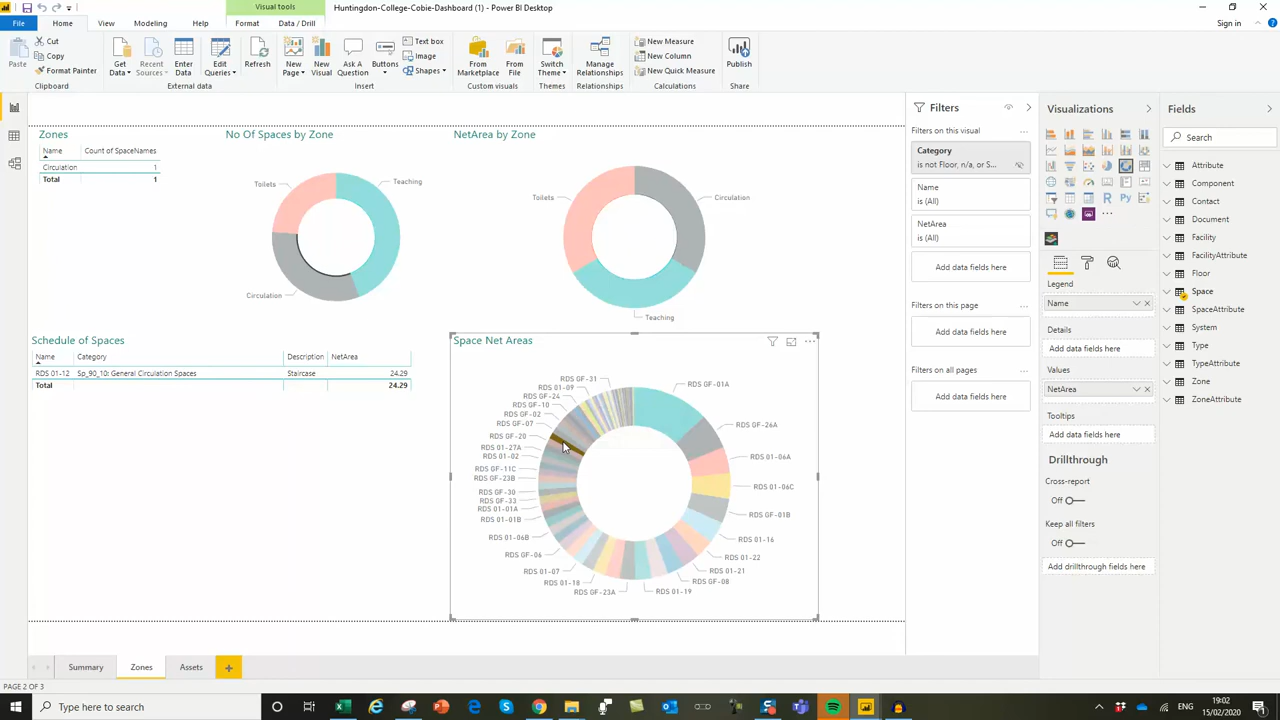 Visual tools
Huntingdon-College-Cobie-Dashboard (1) - Power BI Desktop
File
Home
View
Modeling
Help
Format
Data / Drill
Sign in
Paste
Cut
Copy
Format Painter
Clipboard
Get Data
Recent Sources
Enter Data
Edit Queries
External data
Refresh
New Page
New Visual
Ask A Question
Buttons
Text box
Image
Shapes
Insert
From Marketplace
From File
Custom visuals
Switch Theme
Themes
Manage Relationships
Relationships
New Measure
New Column
New Quick Measure
Calculations
Publish
Share
Zones
Name Count of SpaceNames
Circulation 1
Total 1
No Of Spaces by Zone
Toilets
Teaching
Circulation
NetArea by Zone
Toilets
Circulation
Teaching
Schedule of Spaces
Name Category Description NetArea
RDS 01-12 Sp_90_10: General Circulation Spaces Staircase 24.29
Total 24.29
Space Net Areas
RDS GF-31
RDS 01-09
RDS GF-24
RDS GF-10
RDS GF-02
RDS GF-07
RDS GF-20
RDS 01-27A
RDS 01-02
RDS GF-11C
RDS GF-23B
RDS GF-30
RDS GF-33
RDS 01-01A
RDS 01-01B
RDS 01-06B
RDS GF-06
RDS 01-07
RDS 01-18
RDS GF-23A
RDS GF-01A
RDS GF-26A
RDS 01-06A
RDS 01-06C
RDS GF-01B
RDS 01-16
RDS 01-22
RDS 01-21
RDS GF-08
RDS 01-19
Filters
Filters on this visual
Category
is not Floor, n/a, or S...
Name
is (All)
NetArea
is (All)
Add data fields here
Filters on this page
Add data fields here
Filters on all pages
Add data fields here
Visualizations
Legend
Name
Details
Add data fields here
Values
NetArea
Tooltips
Add data fields here
Drillthrough
Cross-report
Off
Keep all filters
Off
Add drillthrough fields here
Fields
Search
Attribute
Component
Contact
Document
Facility
FacilityAttribute
Floor
Space
SpaceAttribute
System
Type
TypeAttribute
Zone
ZoneAttribute
Summary
Zones
Assets
PAGE 2 OF 3
Type here to search
ENG
19:02
15/02/2020